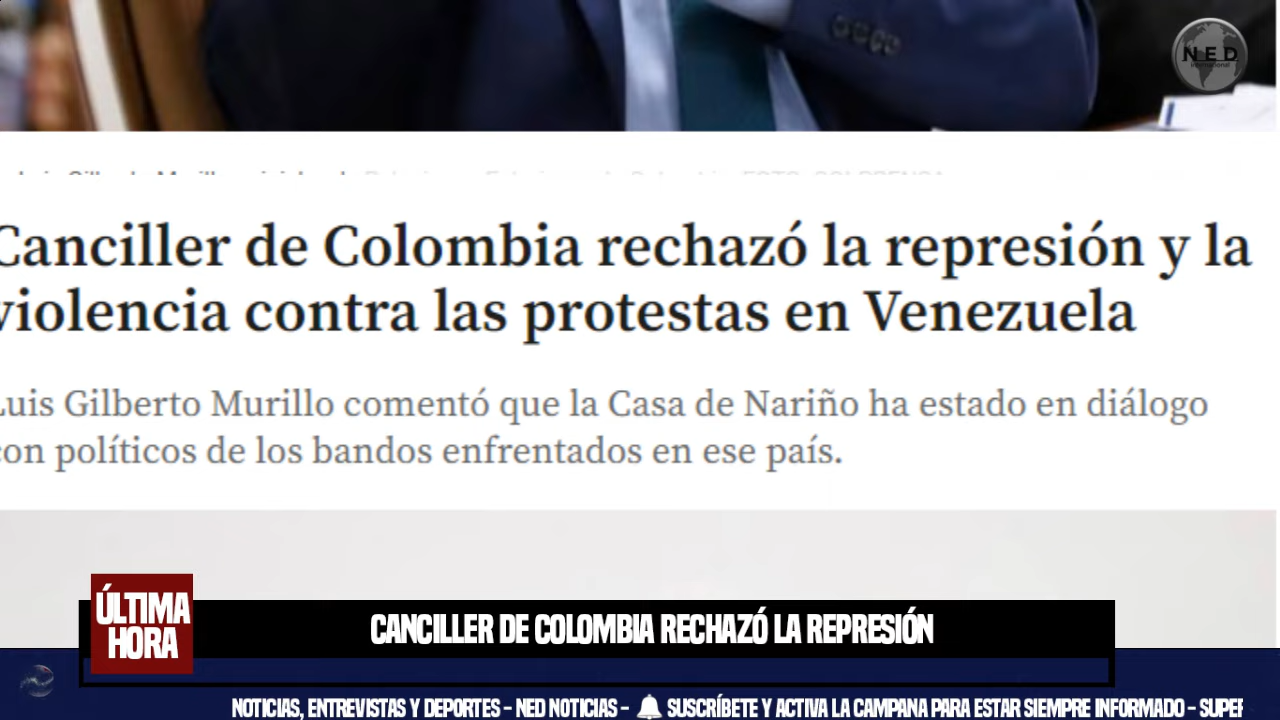 NED
International
Canciller de Colombia rechazó la represión y la
violencia contra las protestas en Venezuela
Luis Gilberto Murillo comentó que la Casa de Nariño ha estado en diálogo
con políticos de los bandos enfrentados en ese país.
ÚLTIMA
HORA
CANCILLER DE COLOMBIA RECHAZÓ LA REPRESIÓN
NOTICIAS, ENTREVISTAS Y DEPORTES - NED NOTICIAS - 🔔 SUSCRÍBETE Y ACTIVA LA CAMPANA PARA ESTAR SIEMPRE INFORMADO - SUPER